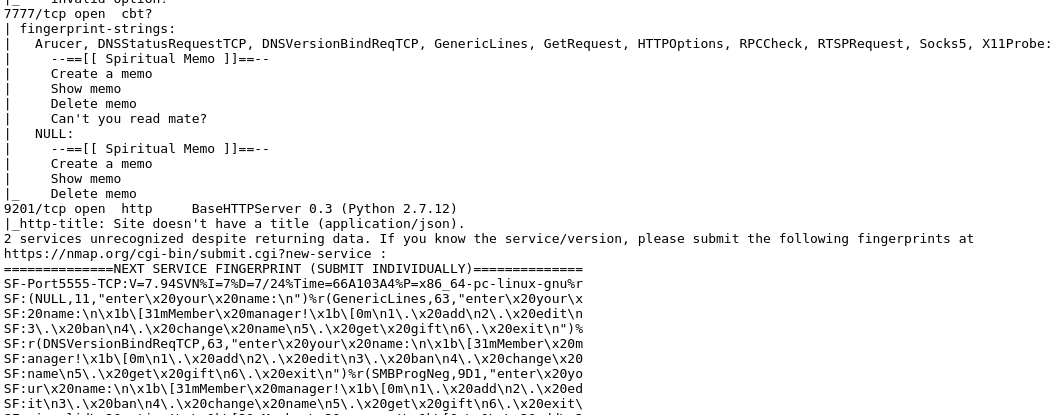 |_    invalid option!
7777/tcp open  cbt?
| fingerprint-strings:
|   Arucer, DNSStatusRequestTCP, DNSVersionBindReqTCP, GenericLines, GetRequest, HTTPOptions, RPCCheck, RTSPRequest, Socks5, X11Probe:
|     --==[[ Spiritual Memo ]]==--
|     Create a memo
|     Show memo
|     Delete memo
|     Can't you read mate?
|   NULL:
|     --==[[ Spiritual Memo ]]==--
|     Create a memo
|     Show memo
|_    Delete memo
9201/tcp open  http     BaseHTTPServer 0.3 (Python 2.7.12)
|_http-title: Site doesn't have a title (application/json).
2 services unrecognized despite returning data. If you know the service/version, please submit the following fingerprints at
https://nmap.org/cgi-bin/submit.cgi?new-service :
==============NEXT SERVICE FINGERPRINT (SUBMIT INDIVIDUALLY)==============
SF-Port5555-TCP:V=7.94SVN%I=7%D=7/24%Time=66A103A4%P=x86_64-pc-linux-gnu%r
SF:(NULL,11,"enter\x20your\x20name:\n")%r(GenericLines,63,"enter\x20your\x
SF:20name:\n\x1b\[31mMember\x20manager!\x1b\[0m\n1\.\x20add\n2\.\x20edit\n
SF:3\.\x20ban\n4\.\x20change\x20name\n5\.\x20get\x20gift\n6\.\x20exit\n")%
SF:r(DNSVersionBindReqTCP,63,"enter\x20your\x20name:\n\x1b\[31mMember\x20m
SF:anager!\x1b\[0m\n1\.\x20add\n2\.\x20edit\n3\.\x20ban\n4\.\x20change\x20
SF:name\n5\.\x20get\x20gift\n6\.\x20exit\n")%r(SMBProgNeg,9D1,"enter\x20yo
SF:ur\x20name:\n\x1b\[31mMember\x20manager!\x1b\[0m\n1\.\x20add\n2\.\x20ed
SF:it\n3\.\x20ban\n4\.\x20change\x20name\n5\.\x20get\x20gift\n6\.\x20exit\